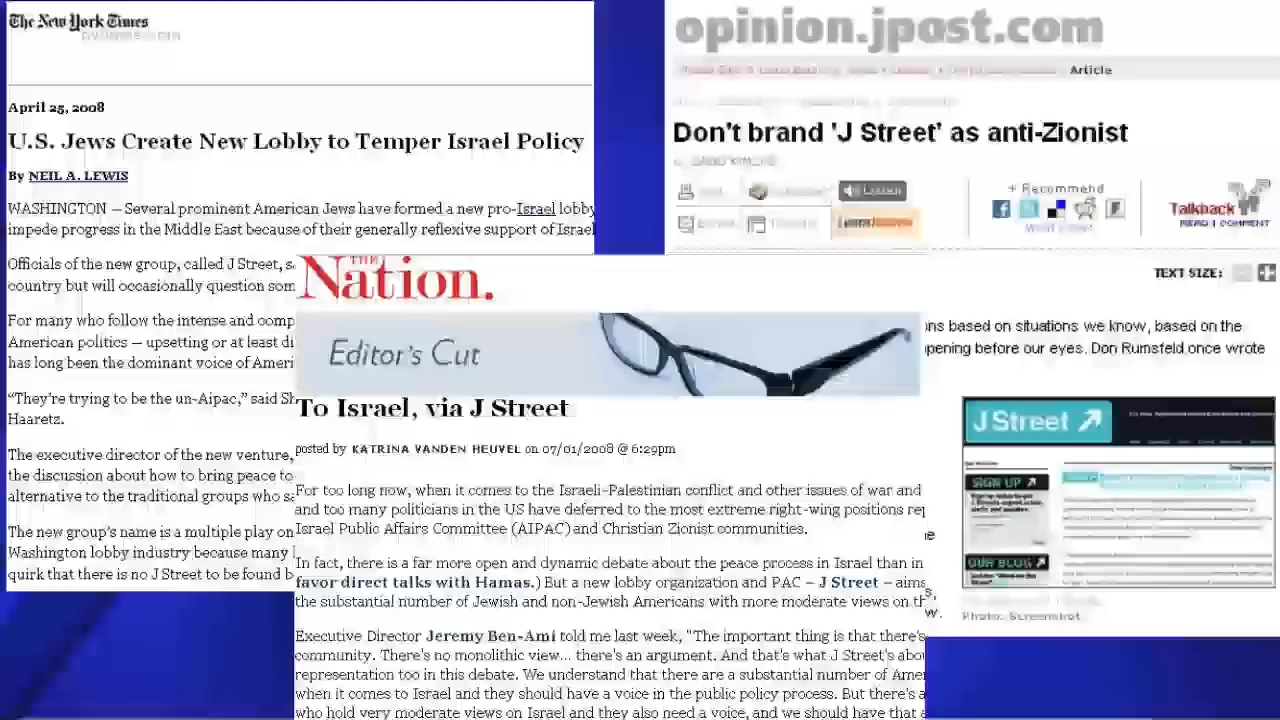 The New York Times
April 25, 2008
U.S. Jews Create New Lobby to Temper Israel Policy
By NEIL A. LEWIS
WASHINGTON — Several prominent American Jews have formed a new pro-Israel lobby
impede progress in the Middle East because of their generally reflexive support of Israel
Officials of the new group, called J Street, s
country but will occasionally question som
For many who follow the intense and comp
American politics — upsetting or at least di
has long been the dominant voice of Ameri
“They're trying to be the un-Aipac,” said Sh
Haaretz.
The executive director of the new venture,
the discussion about how to bring peace to
alternative to the traditional groups who s
The new group's name is a multiple play on
Washington lobby industry because many l
quirk that there is no J Street to be found b
opinion.jpost.com
Article
Don't brand 'J Street' as anti-Zionist
Listen
+ Recommend
Talkback
READ 1 COMMENT
TEXT SIZE:
ns based on situations we know, based on the
pening before our eyes. Don Rumsfeld once wrote
J Street
SIGN UP
OUR BLOG
Photo: Screenshot
THE
Nation.
Editor's Cut
To Israel, via J Street
posted by KATRINA VANDEN HEUVEL on 07/01/2008 @ 6:29pm
For too long now, when it comes to the Israeli-Palestinian conflict and other issues of war and
and too many politicians in the US have deferred to the most extreme right-wing positions rep
Israel Public Affairs Committee (AIPAC) and Christian Zionist communities.
In fact, there is a far more open and dynamic debate about the peace process in Israel than in
favor direct talks with Hamas.) But a new lobby organization and PAC – J Street – aims
the substantial number of Jewish and non-Jewish Americans with more moderate views on th
Executive Director Jeremy Ben-Ami told me last week, "The important thing is that there's
community. There's no monolithic view... there's an argument. And that's what J Street's abou
representation too in this debate. We understand that there are a substantial number of Amer
when it comes to Israel and they should have a voice in the public policy process. But there's a
who hold very moderate views on Israel and they also need a voice, and we should have that a